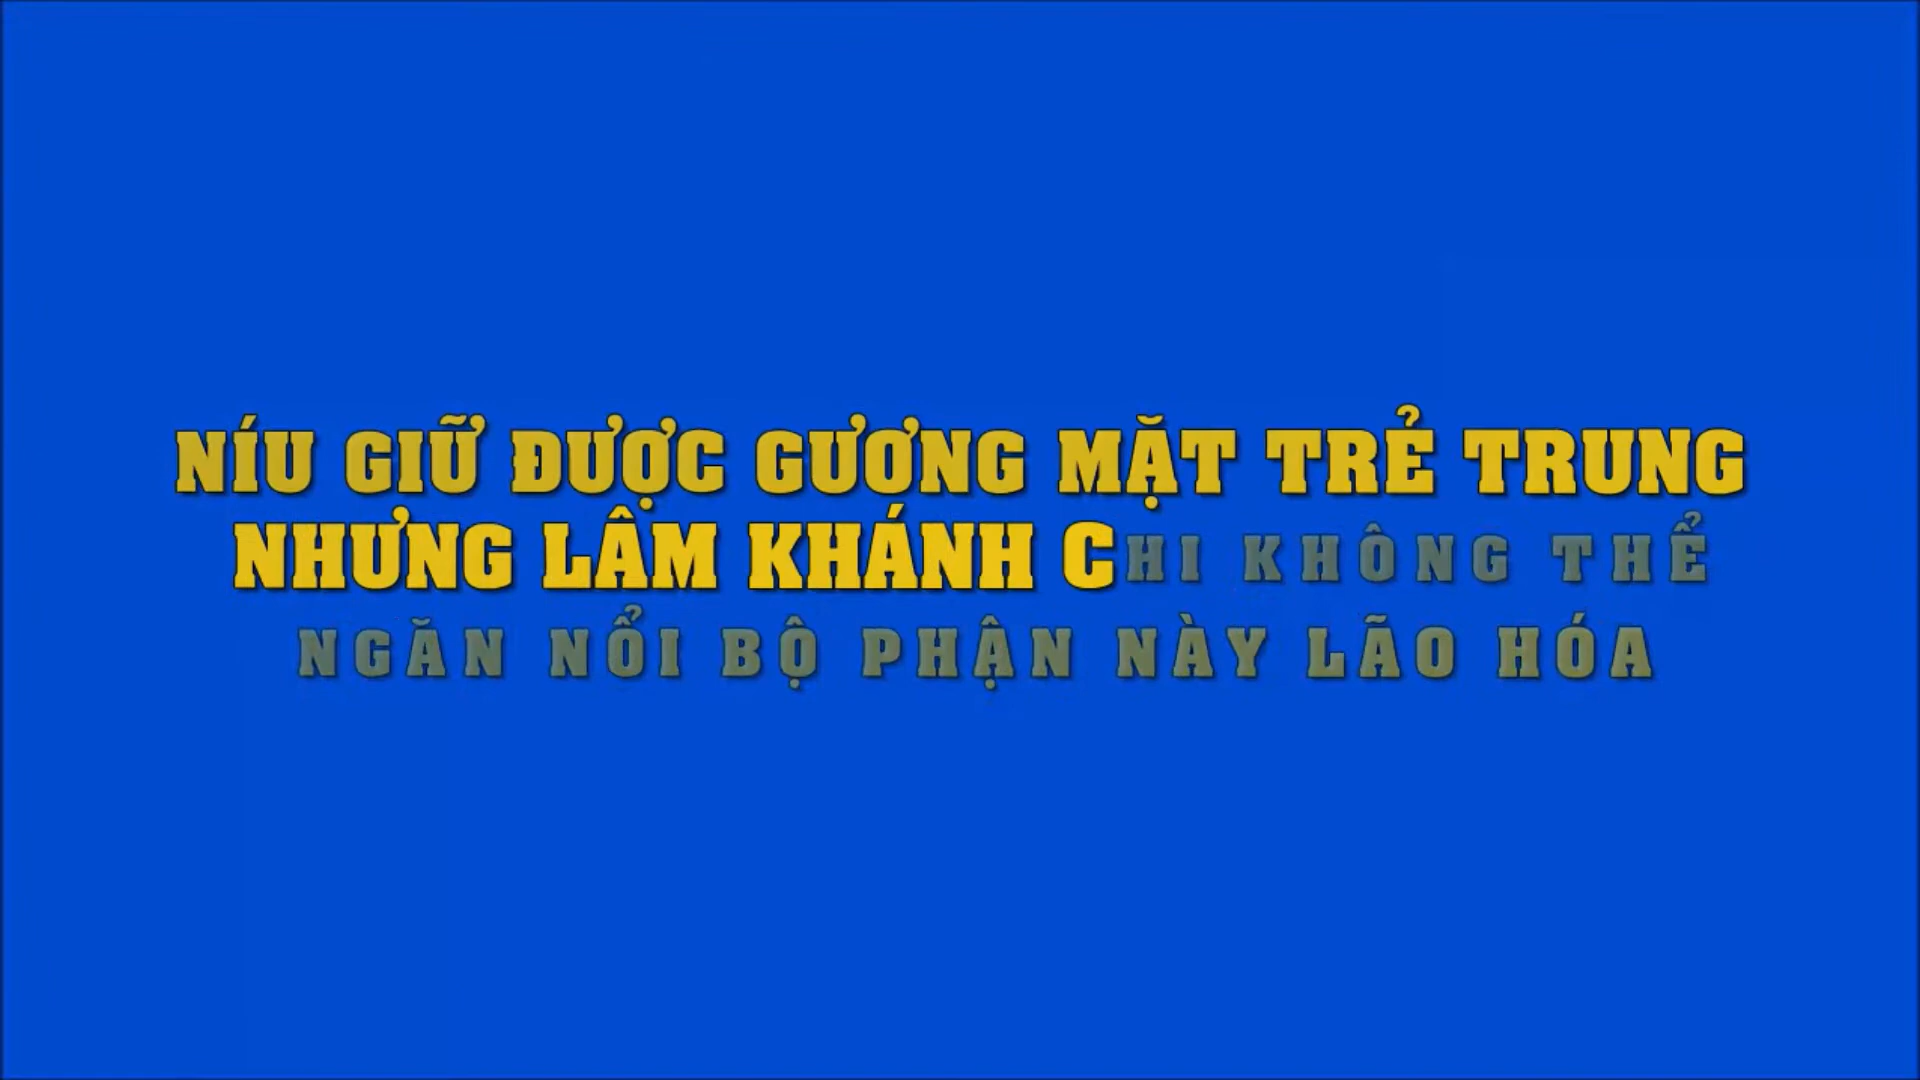 NÍU GIỮ ĐƯỢC GƯƠNG MẶT TRẺ TRUNG
NHƯNG LÂM KHÁNH CHI KHÔNG THỂ
NGĂN NỔI BỘ PHẬN NÀY LÃO HÓA